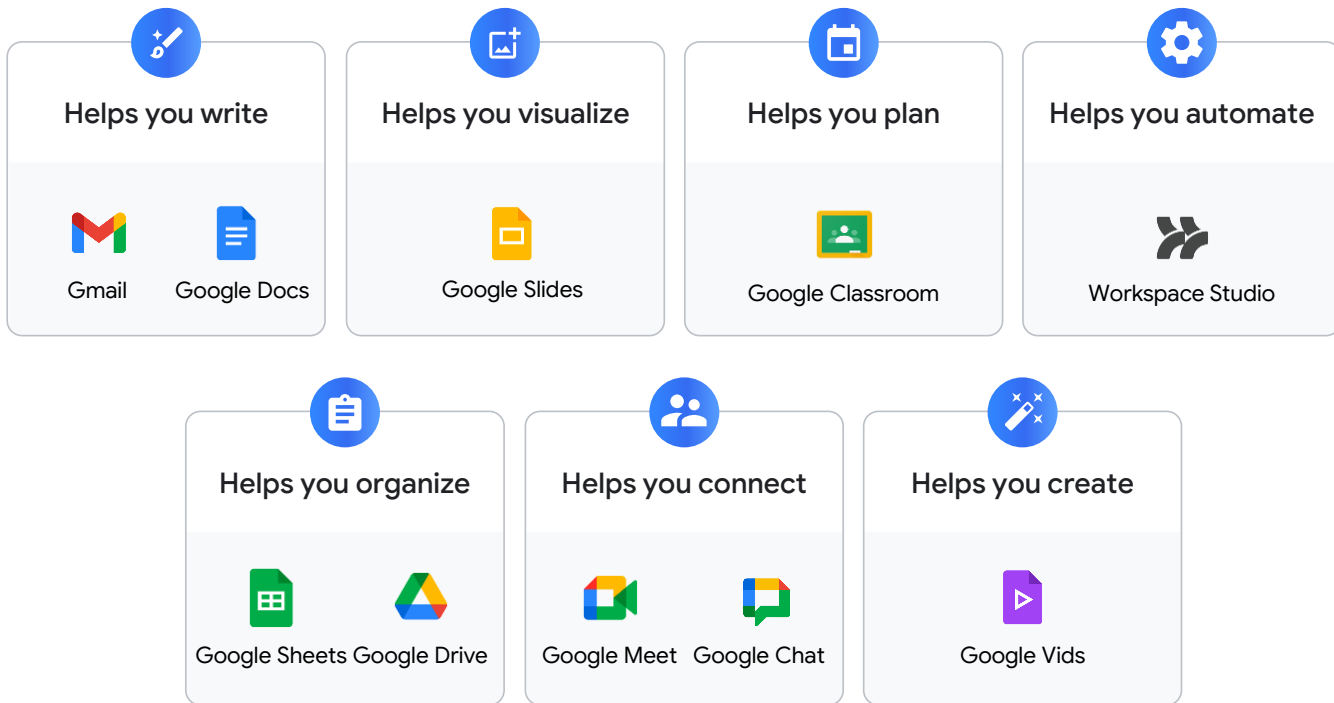 Helps you write
Gmail
Google Docs
Helps you visualize
Google Slides
Helps you plan
Google Classroom
Helps you automate
Workspace Studio
Helps you organize
Google Sheets
Google Drive
Helps you connect
Google Meet
Google Chat
Helps you create
Google Vids